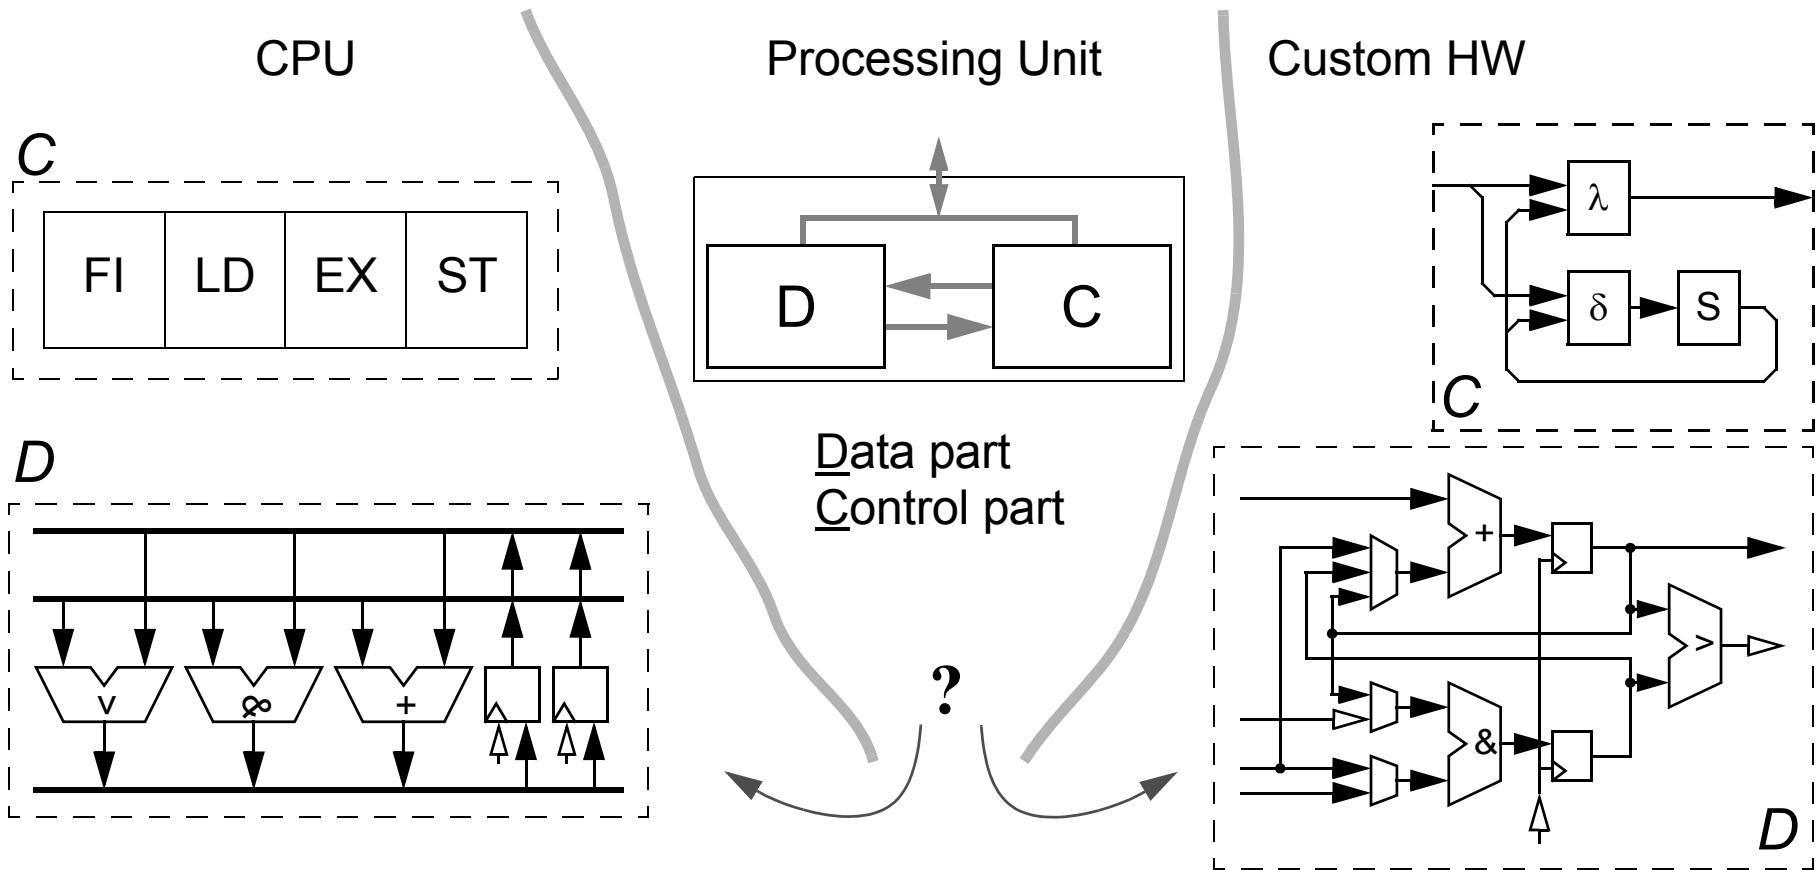 CPU
Processing Unit
Custom HW
C
FI LD EX ST
D C
λ
δ S
C
Data part
Control part
D
+
>
&
?
D